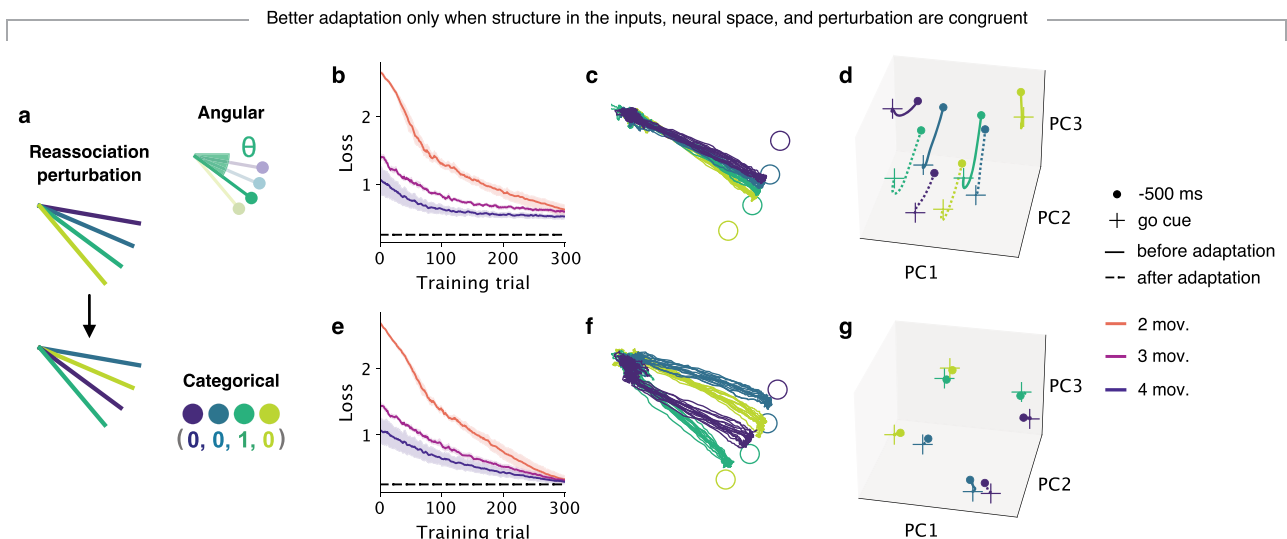 Better adaptation only when structure in the inputs, neural space, and perturbation are congruent
a
Reassociation
perturbation
Angular
θ
Categorical
(0, 0, 1, 0)
b
Loss
2
1
0
100
200
300
Training trial
c
d
PC3
PC2
PC1
-500 ms
go cue
before adaptation
after adaptation
2 mov.
3 mov.
4 mov.
e
Loss
2
1
0
100
200
300
Training trial
f
g
PC3
PC2
PC1